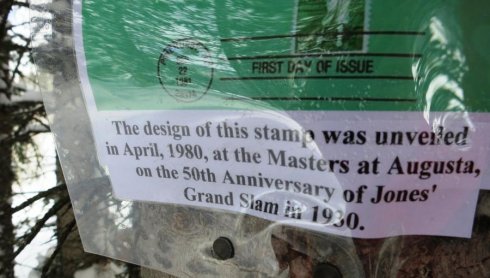 FIRST DAY OF ISSUE
The design of this stamp was unveiled
in April, 1980, at the Masters at Augusta,
on the 50th Anniversary of Jones'
Grand Slam in 1930.